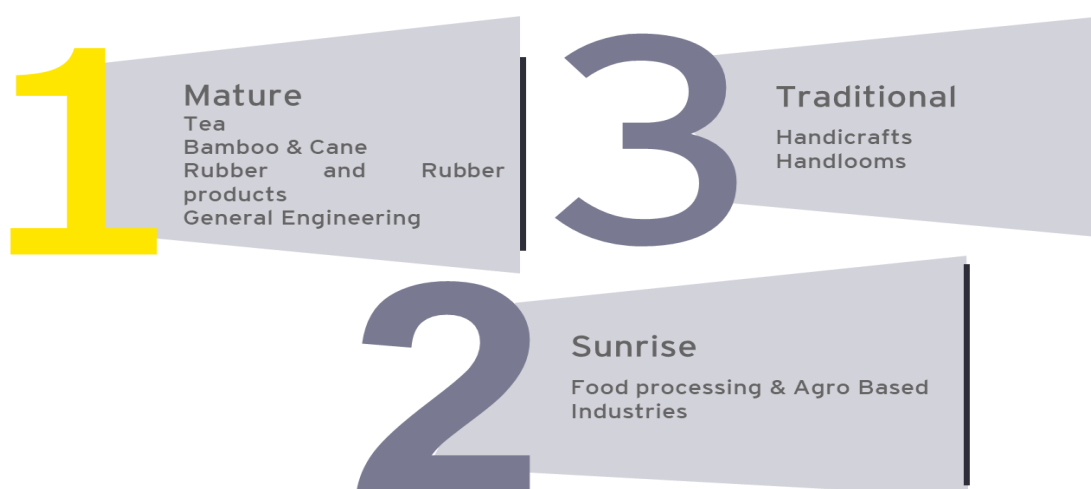 1
Mature
Tea
Bamboo & Cane
Rubber and Rubber
products
General Engineering
3
Traditional
Handicrafts
Handlooms
2
Sunrise
Food processing & Agro Based
Industries